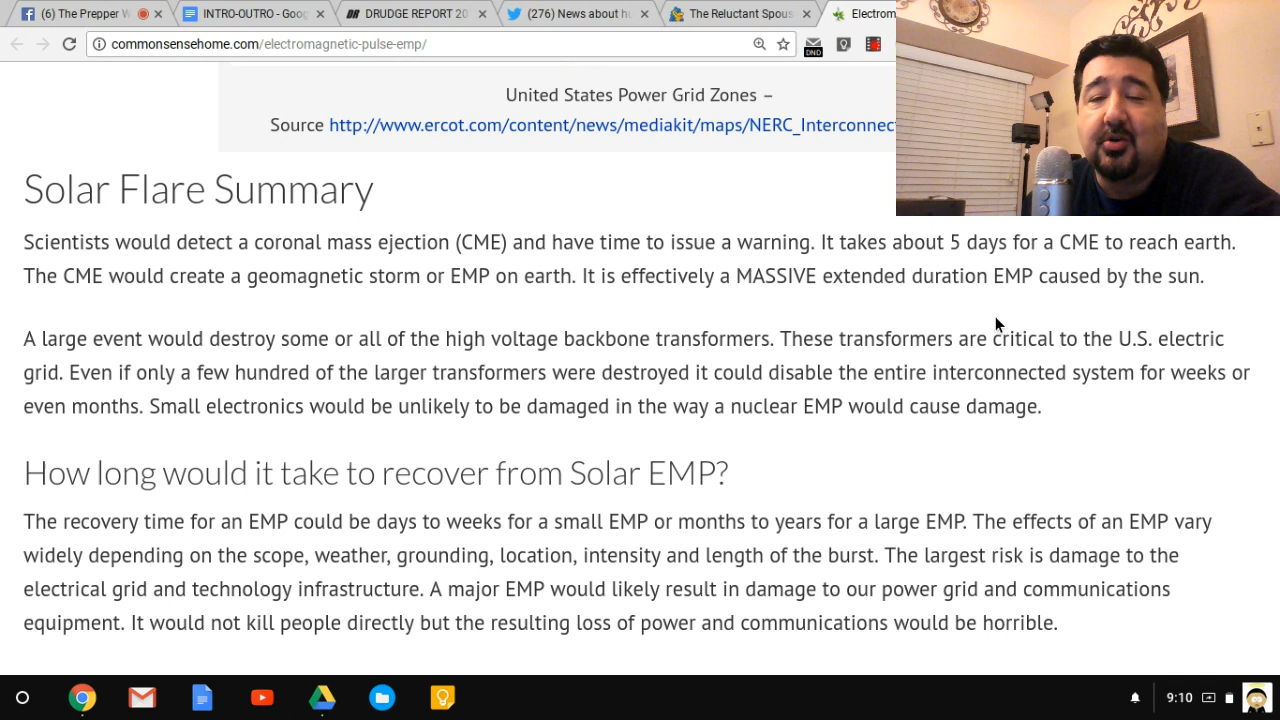 (6) The Prepper W
INTRO-OUTRO - Goog
DRUDGE REPORT 20
(276) News about hu
The Reluctant Spous
Electrom
commonsensehome.com/electromagnetic-pulse-emp/
DND
United States Power Grid Zones –
Source http://www.ercot.com/content/news/mediakit/maps/NERC_Interconnec
Solar Flare Summary
Scientists would detect a coronal mass ejection (CME) and have time to issue a warning. It takes about 5 days for a CME to reach earth.
The CME would create a geomagnetic storm or EMP on earth. It is effectively a MASSIVE extended duration EMP caused by the sun.
A large event would destroy some or all of the high voltage backbone transformers. These transformers are critical to the U.S. electric
grid. Even if only a few hundred of the larger transformers were destroyed it could disable the entire interconnected system for weeks or
even months. Small electronics would be unlikely to be damaged in the way a nuclear EMP would cause damage.
How long would it take to recover from Solar EMP?
The recovery time for an EMP could be days to weeks for a small EMP or months to years for a large EMP. The effects of an EMP vary
widely depending on the scope, weather, grounding, location, intensity and length of the burst. The largest risk is damage to the
electrical grid and technology infrastructure. A major EMP would likely result in damage to our power grid and communications
equipment. It would not kill people directly but the resulting loss of power and communications would be horrible.
9:10